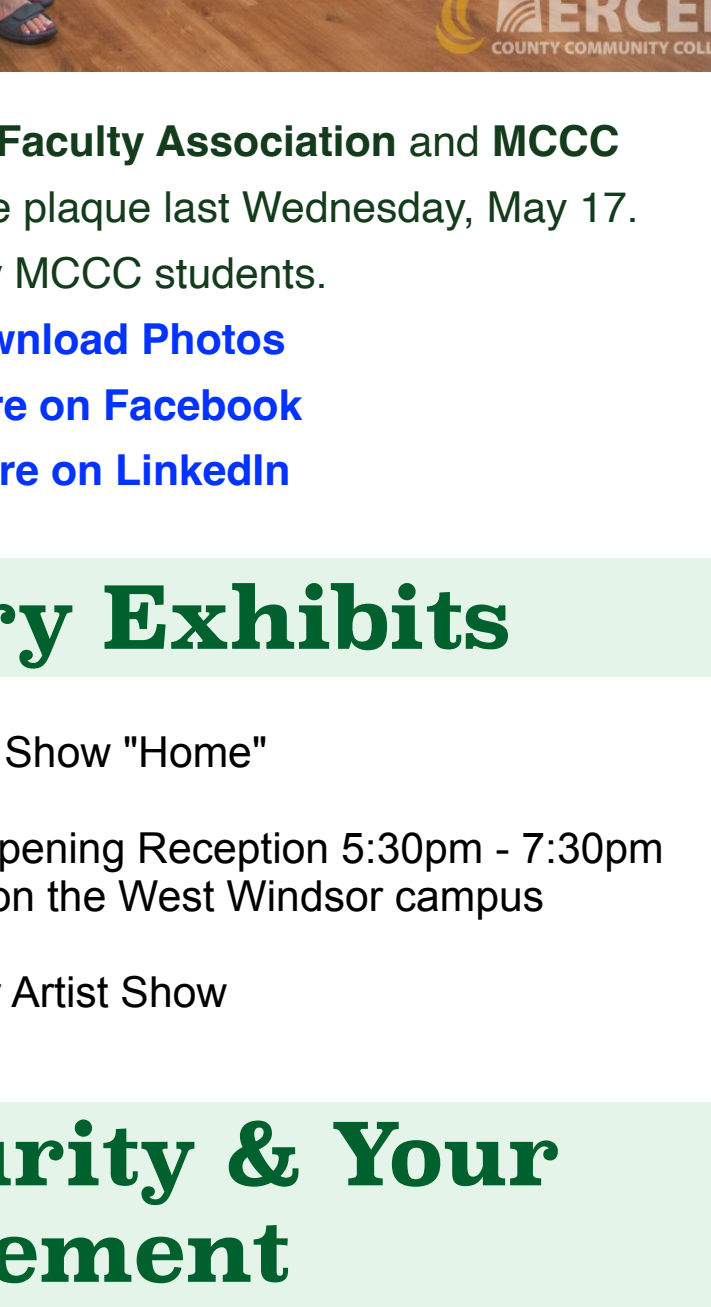 MERCER
COUNTY COMMUNITY COLL
Faculty Association and MCCC
e plaque last Wednesday, May 17.
MCCC students.
wnload Photos
re on Facebook
re on LinkedIn
ry Exhibits
Show "Home"
pening Reception 5:30pm - 7:30pm
on the West Windsor campus
Artist Show
urity & Your
ement